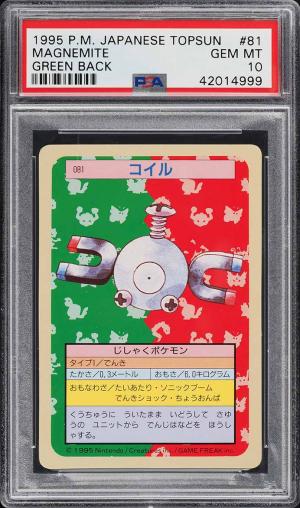 1995 P.M. JAPANESE TOPSUN #81
MAGNEMITE GEM MT
GREEN BACK 10
PSA 42014999
081 コイル
じしゃくポケモン
タイプ1/でんき
たかさ/0.3メートル おもさ/6.0キログラム
おもなわざ/たいあたり・ソニックブーム
でんきショック・ちょうおんぱ
くうちゅうに ういたまま いどうして さゆ
うの ユニットから でんじはなどを ほうし
ゃする。
© 1995 Nintendo/Creatures inc./GAME FREAK inc.